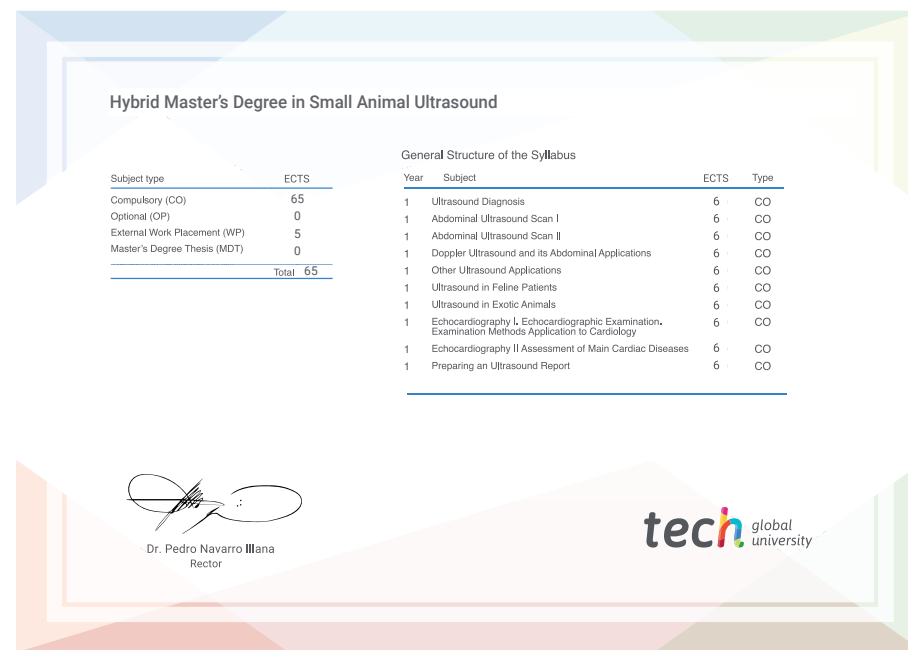 Hybrid Master’s Degree in Small Animal Ultrasound
Subject type ECTS
Compulsory (CO) 65
Optional (OP) 0
External Work Placement (WP) 5
Master’s Degree Thesis (MDT) 0
Total 65
General Structure of the Syllabus
Year Subject ECTS Type
1 Ultrasound Diagnosis 6 CO
1 Abdominal Ultrasound Scan I 6 CO
1 Abdominal Ultrasound Scan II 6 CO
1 Doppler Ultrasound and its Abdominal Applications 6 CO
1 Other Ultrasound Applications 6 CO
1 Ultrasound in Feline Patients 6 CO
1 Ultrasound in Exotic Animals 6 CO
1 Echocardiography I. Echocardiographic Examination. 6 CO
Examination Methods Application to Cardiology
1 Echocardiography II Assessment of Main Cardiac Diseases 6 CO
1 Preparing an Ultrasound Report 6 CO
Dr. Pedro Navarro Illana
Rector
tech global
university